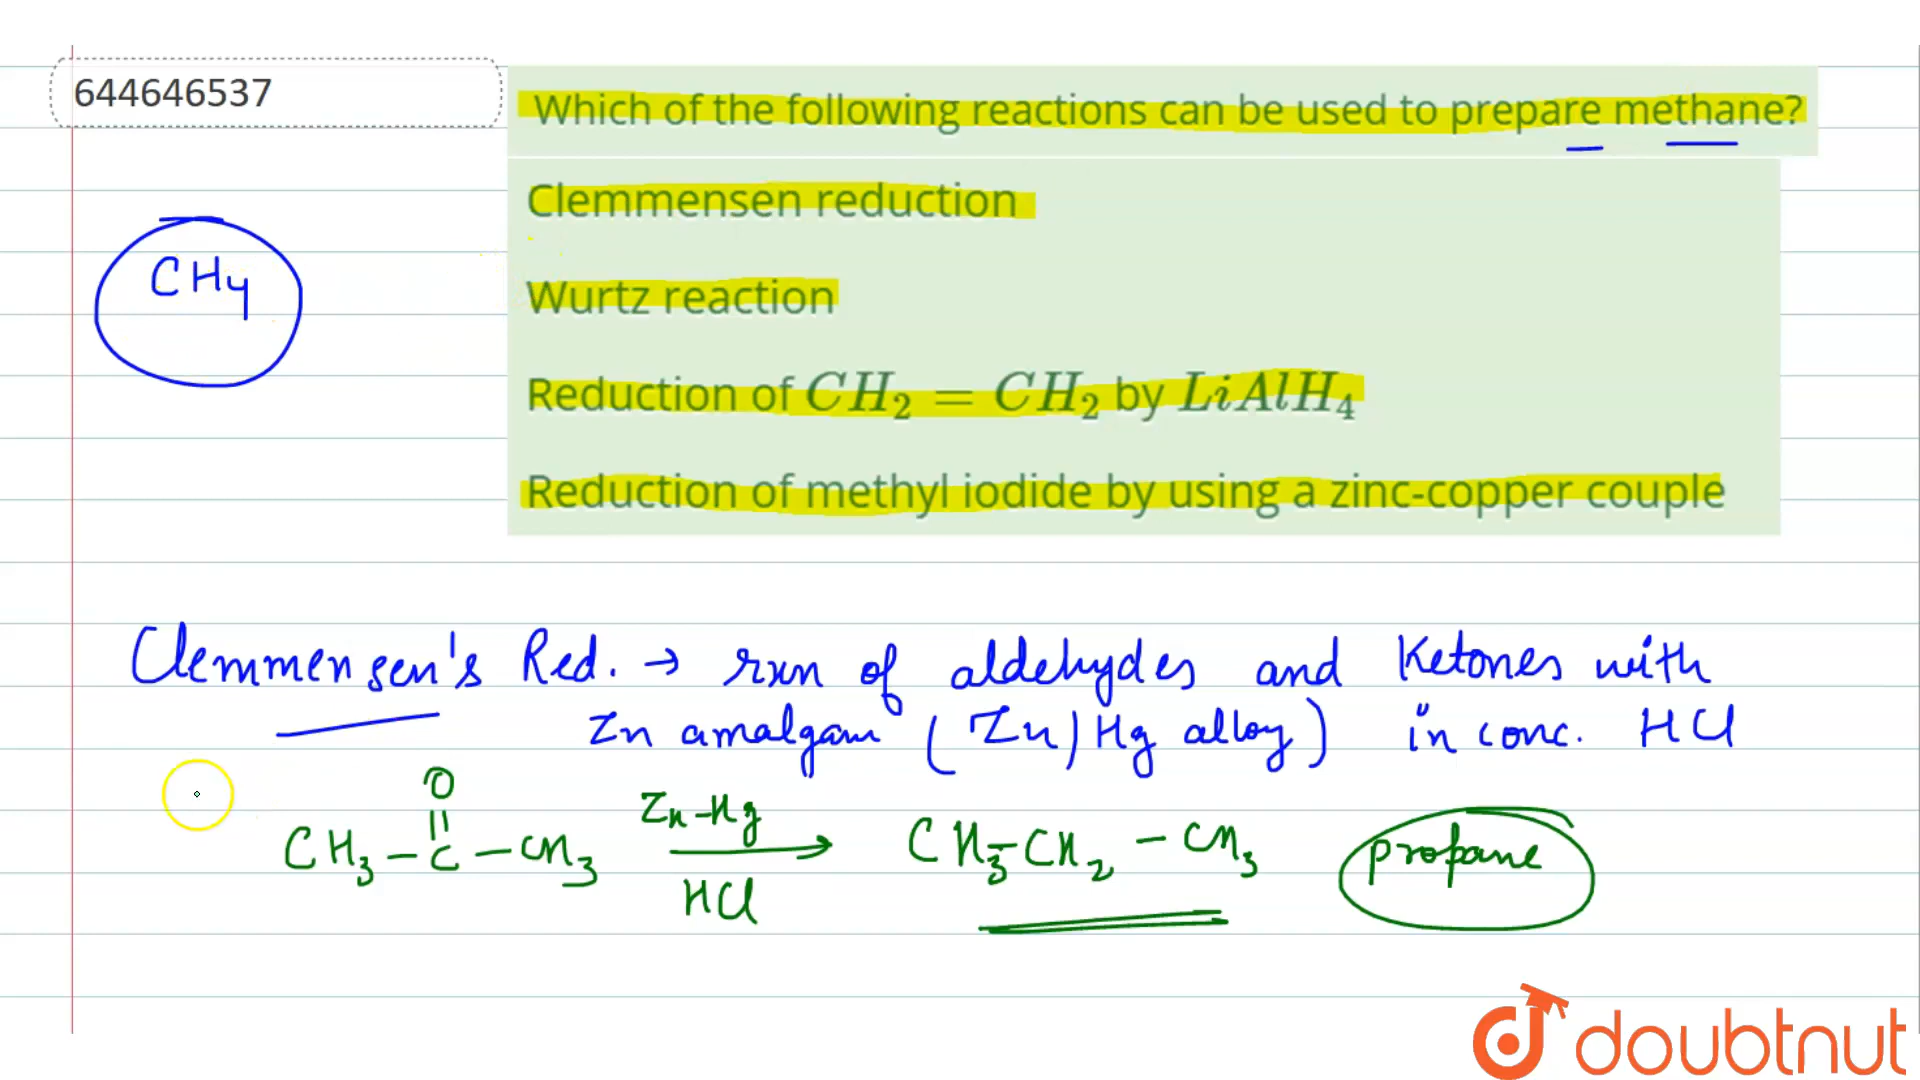 644646537
Which of the following reactions can be used to prepare methane?
Clemmensen reduction
CH4
Wurtz reaction
Reduction of CH₂ = CH₂ by LiAlH₄
Reduction of methyl iodide by using a zinc-copper couple
Clemmensen's Red. → rxn of aldehydes and Ketones with
Zn amalgam (Zn/Hg alloy) in conc. HCl
O
||
CH3 - C - CH3 Zn-Hg → HCl CH3-CH2-CH3 propane
doubtnut